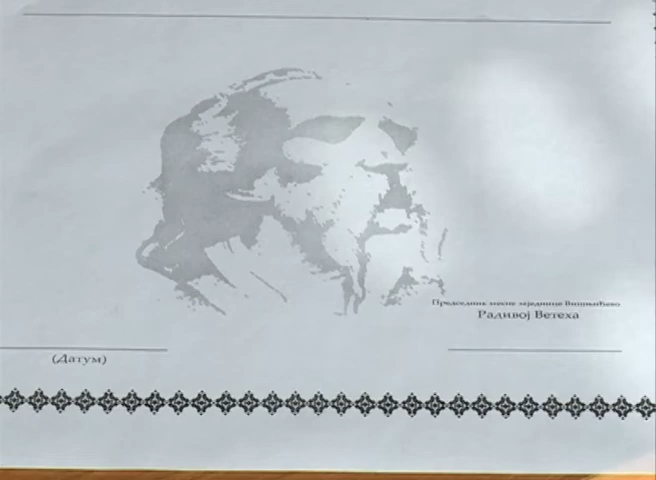 Председник месне заједнице Вишњићево
Радивој Ветеха
(Датум)